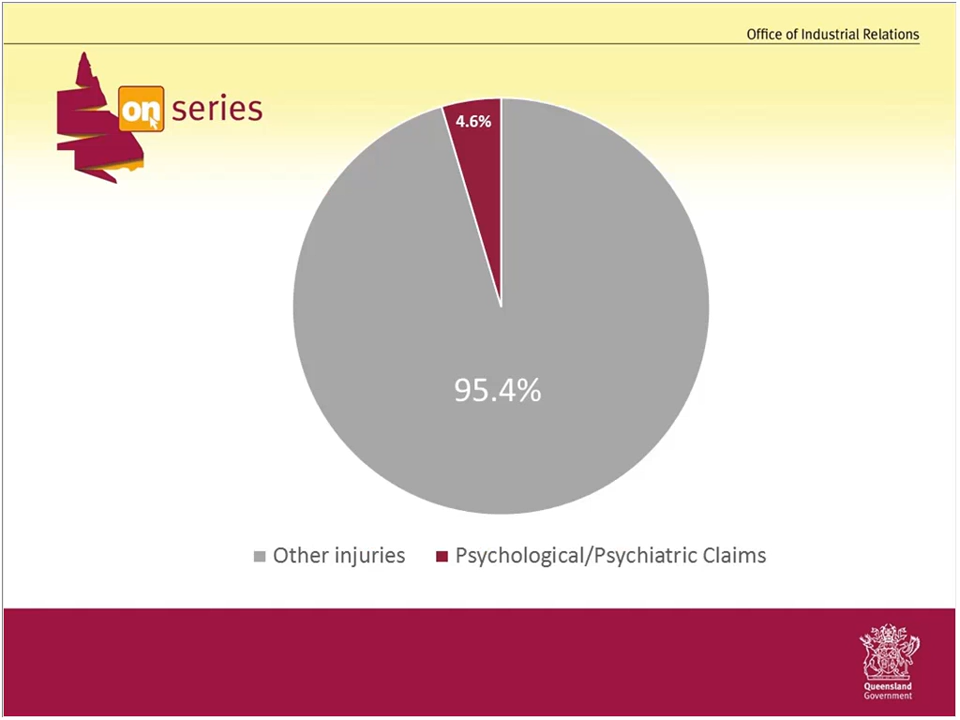 Office of Industrial Relations
on series
4.6%
95.4%
Other injuries Psychological/Psychiatric Claims
Queensland
Government